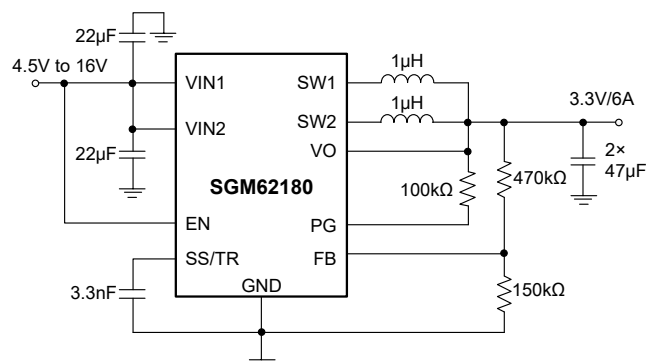 22μF
4.5V to 16V
22μF
VIN1
VIN2
SGM62180
EN
SS/TR
GND
3.3nF
SW1
SW2
VO
PG
FB
1μH
1μH
3.3V/6A
100kΩ
470kΩ
2×
47μF
150kΩ